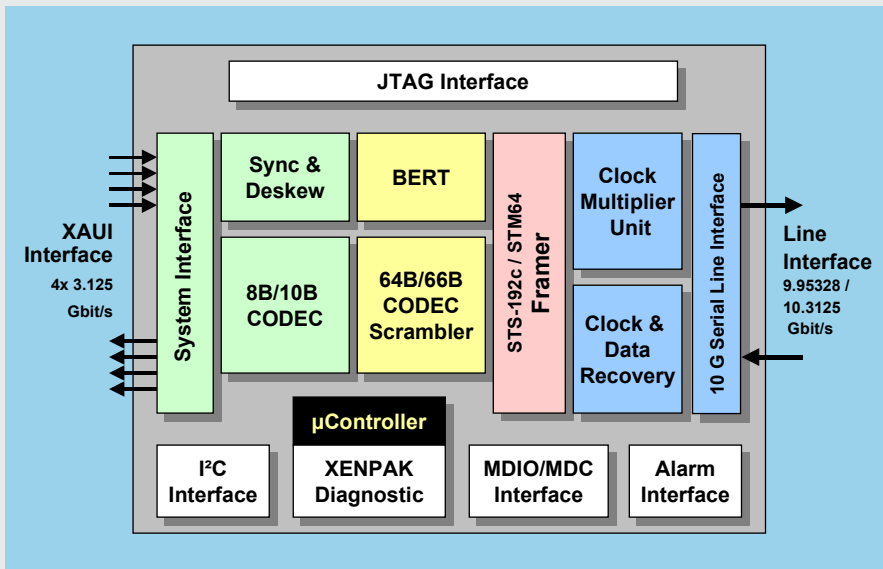 JTAG Interface
XAUI
Interface
4x 3.125
Gbit/s
System Interface
Sync &
Deskew
8B/10B
CODEC
BERT
64B/66B
CODEC
Scrambler
STS-192c / STM64
Framer
Clock
Multiplier
Unit
Clock &
Data
Recovery
10 G Serial Line Interface
Line
Interface
9.95328 /
10.3125
Gbit/s
I²C
Interface
µController
XENPAK
Diagnostic
MDIO/MDC
Interface
Alarm
Interface